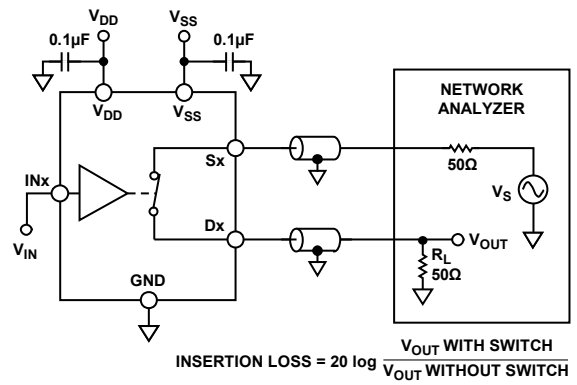 VDD
VSS
0.1µF
0.1µF
VDD
VSS
NETWORK
ANALYZER
Sx
50Ω
INx
VS
Dx
VOUT
VIN
RL
50Ω
GND
INSERTION LOSS = 20 log VOUT WITH SWITCH
VOUT WITHOUT SWITCH